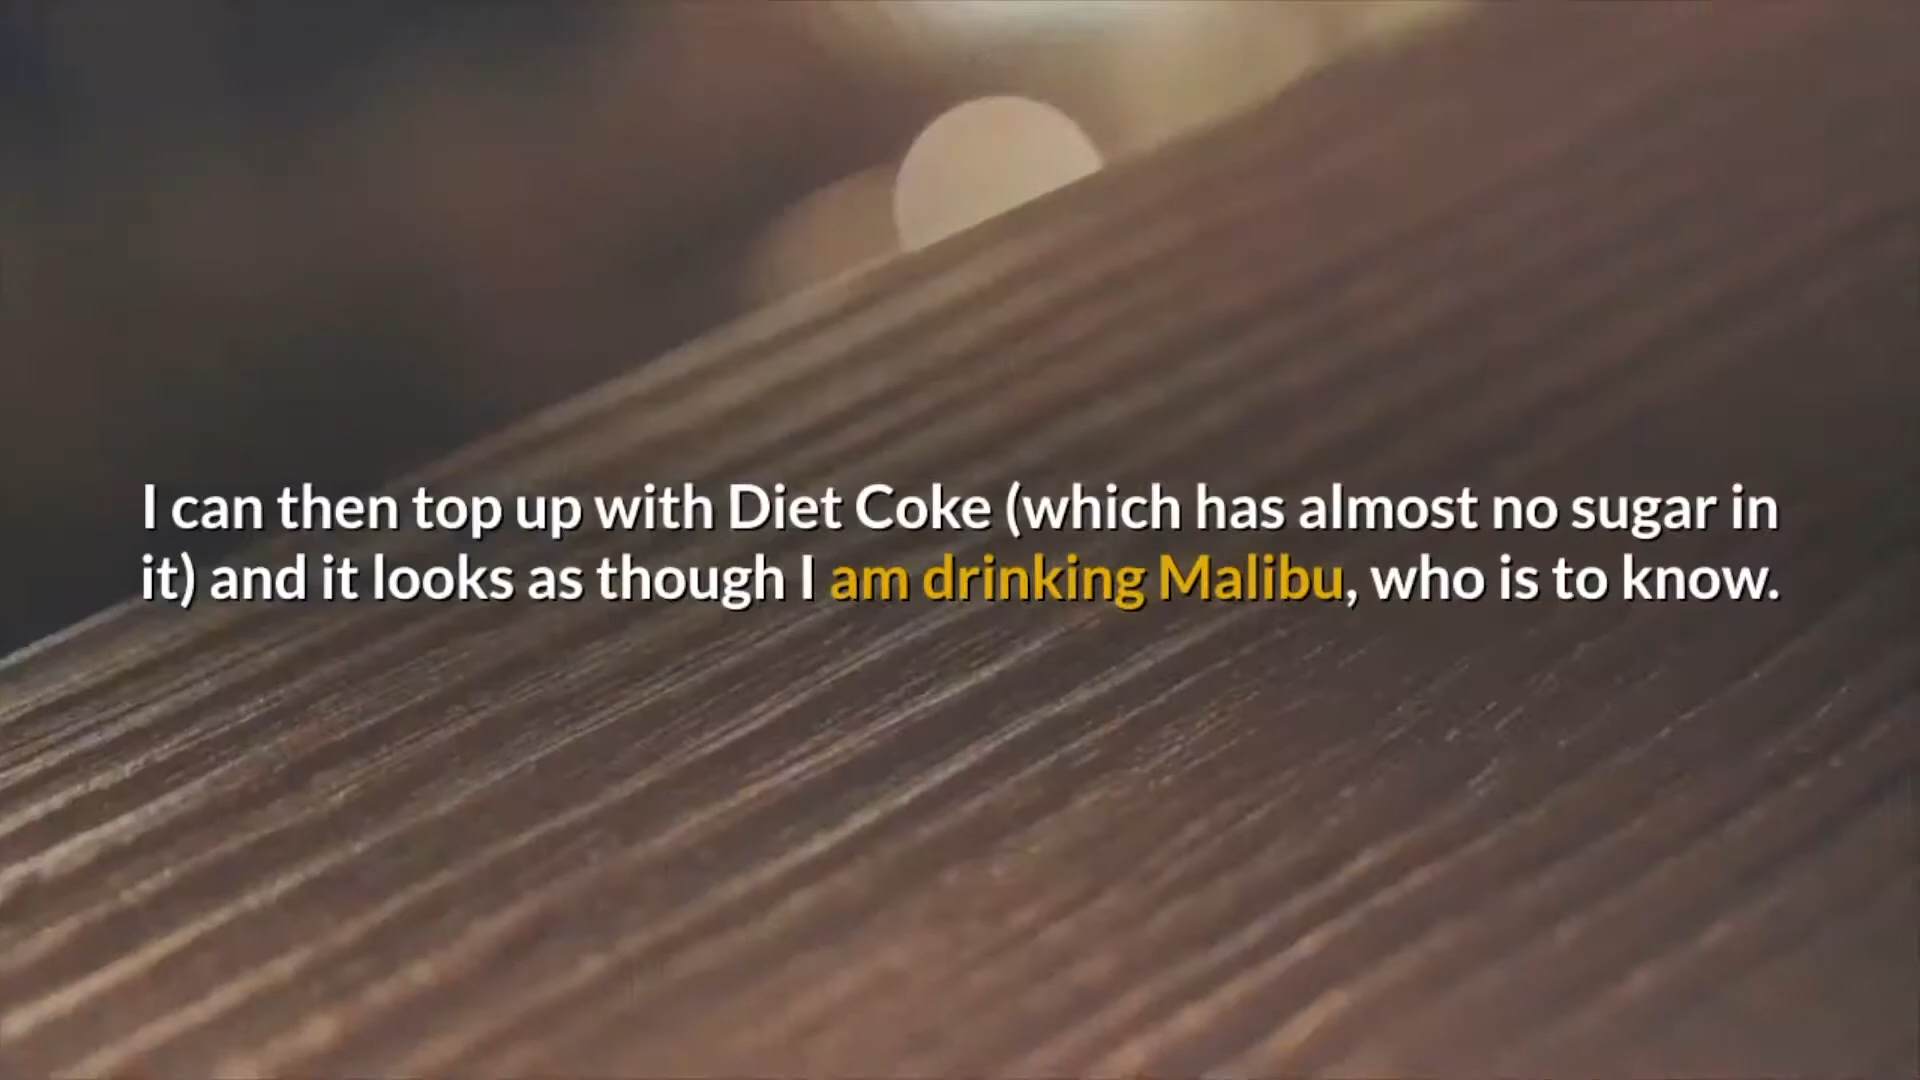 I can then top up with Diet Coke (which has almost no sugar in
it) and it looks as though I am drinking Malibu, who is to know.